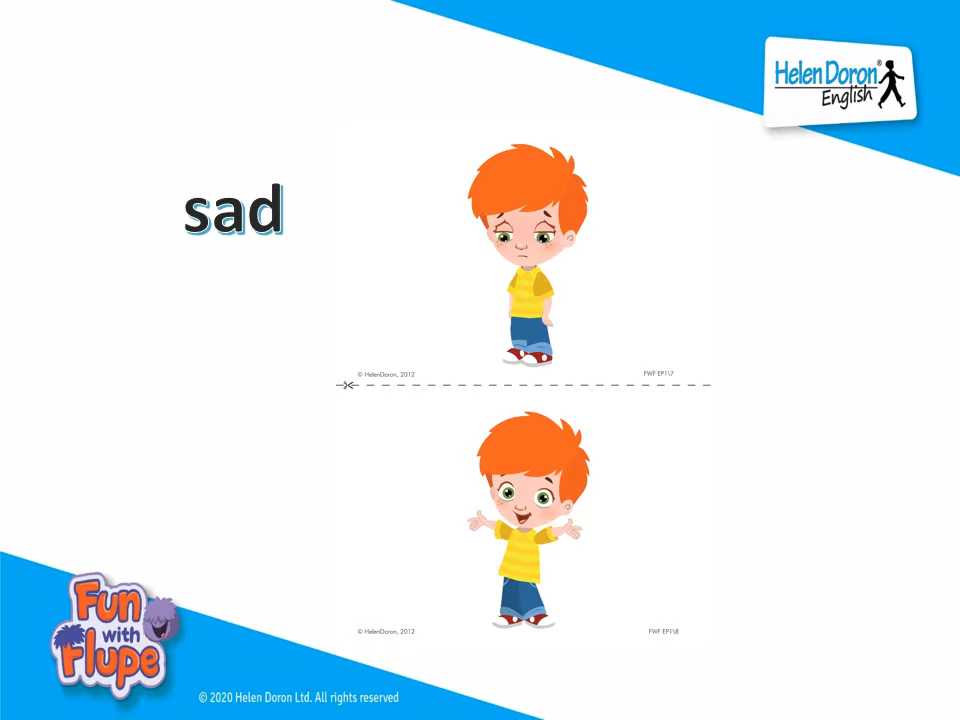 Helen Doron®
English
sad
© HelenDoron, 2012
FWF EP1\7
© HelenDoron, 2012
FWF EP1\8
Fun
with
Flupe
© 2020 Helen Doron Ltd. All rights reserved